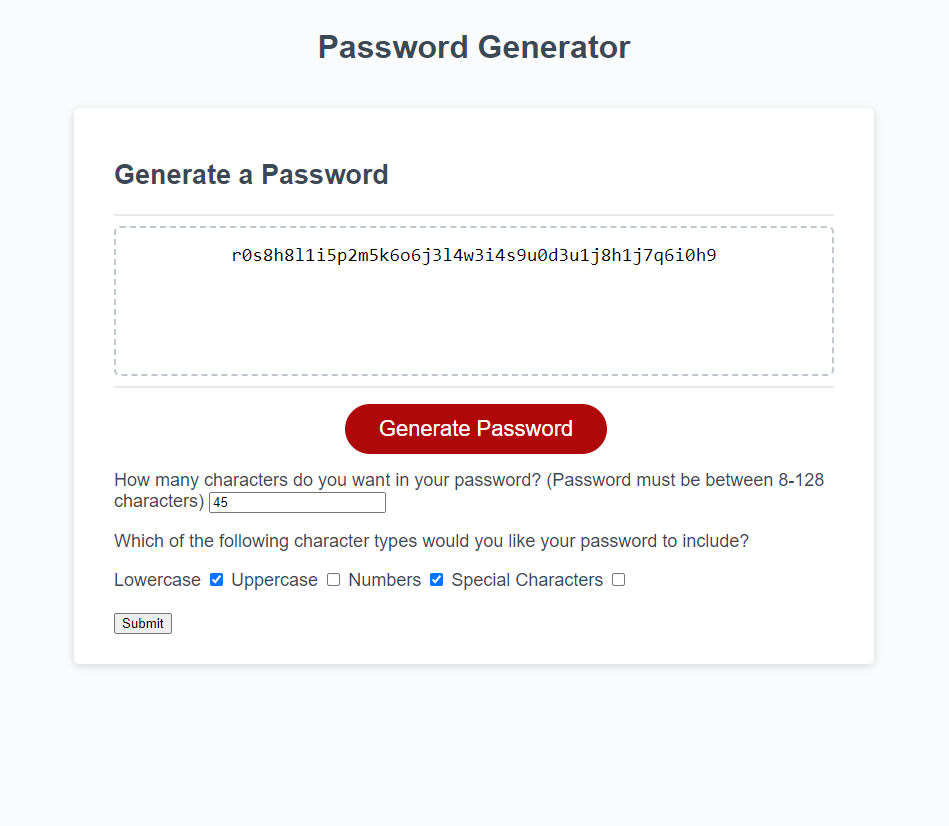 Password Generator
Generate a Password
r0s8h8l1i5p2m5k6o6j3l4w3i4s9u0d3u1j8h1j7q6i0h9
Generate Password
How many characters do you want in your password? (Password must be between 8-128
characters) 45
Which of the following character types would you like your password to include?
Lowercase Uppercase Numbers Special Characters
Submit